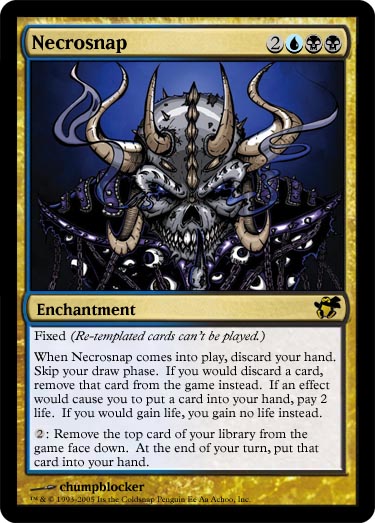 Necrosnap 2
Enchantment
Fixed (Re-templated cards can't be played.)
When Necrosnap comes into play, discard your hand.
Skip your draw phase. If you would discard a card,
remove that card from the game instead. If an effect
would cause you to put a card into your hand, pay 2
life. If you would gain life, you gain no life instead.
2: Remove the top card of your library from the
game face down. At the end of your turn, put that
card into your hand.
chumpblocker
™ & © 1993-2005 Its the Coldsnap Penguin Ee Aa Achoo, Inc.